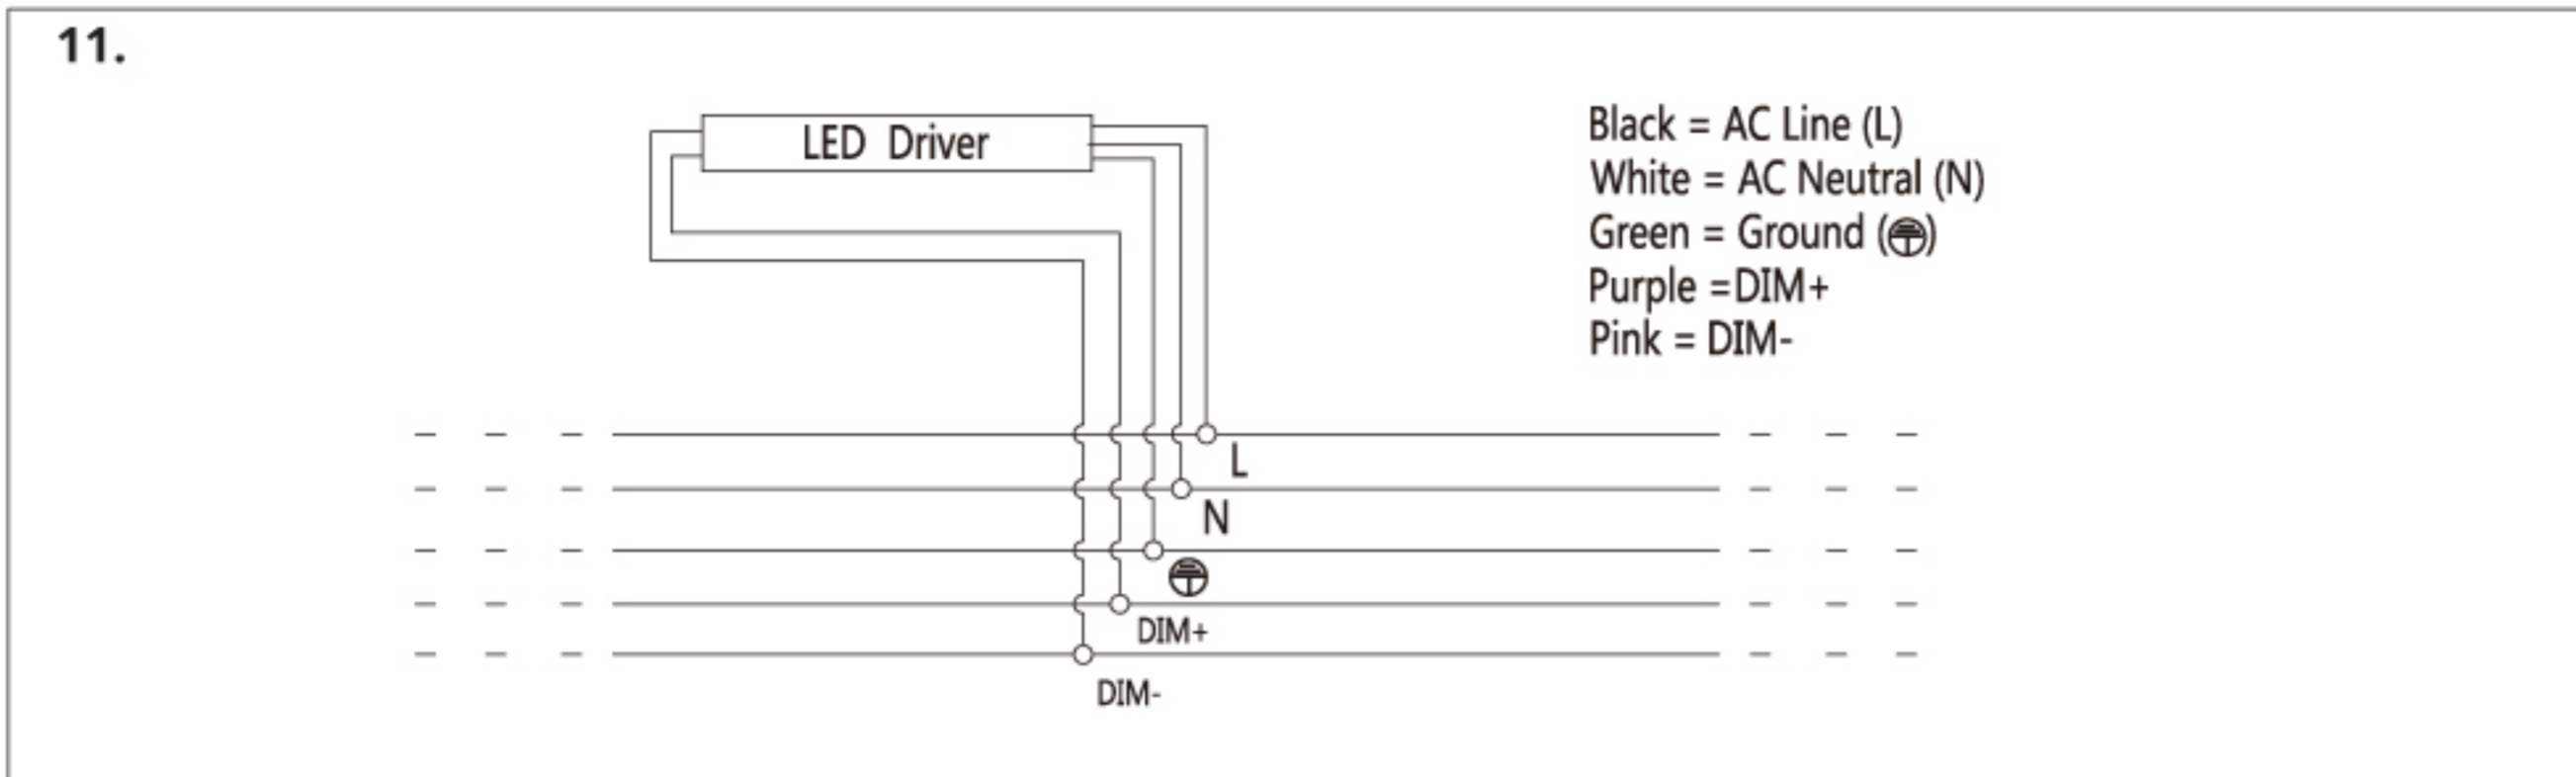 11.
LED Driver
Black = AC Line (L)
White = AC Neutral (N)
Green = Ground (⏚)
Purple =DIM+
Pink = DIM-
L
N
⏚
DIM+
DIM-